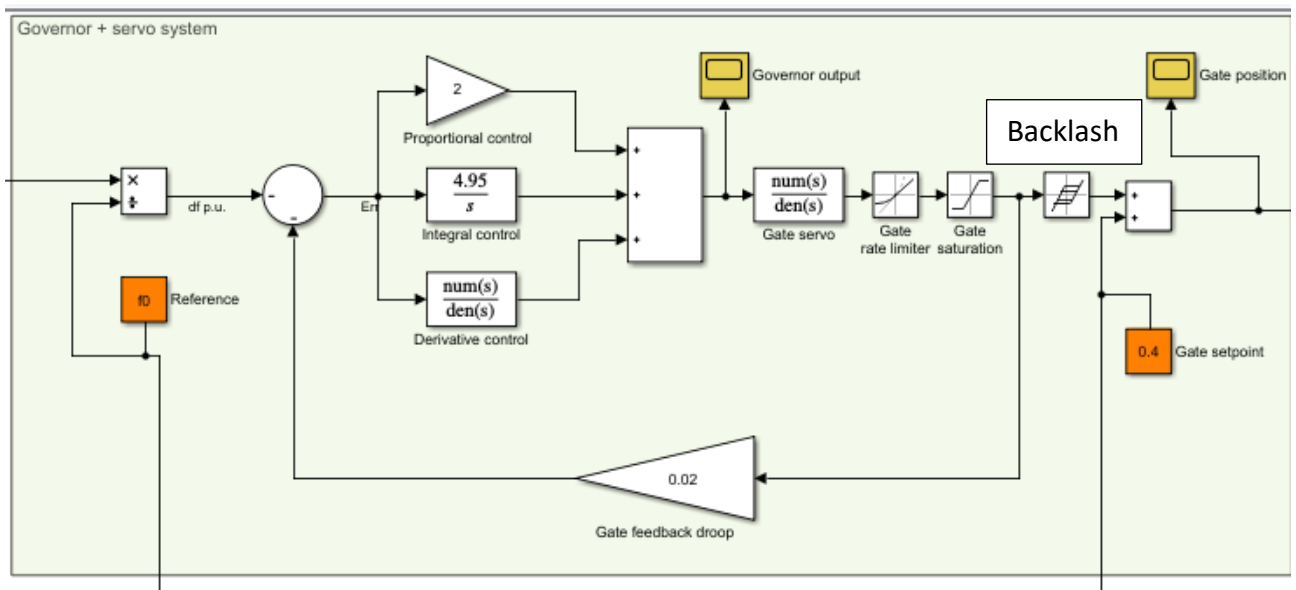 Governor + servo system
2
Proportional control
Governor output
Gate position
Backlash
×
÷
df p.u.
-
-
Err
4.95
s
Integral control
+
+
+
num(s)
den(s)
Gate servo
Gate
rate limiter
Gate
saturation
+
+
f0
Reference
num(s)
den(s)
Derivative control
0.4
Gate setpoint
0.02
Gate feedback droop